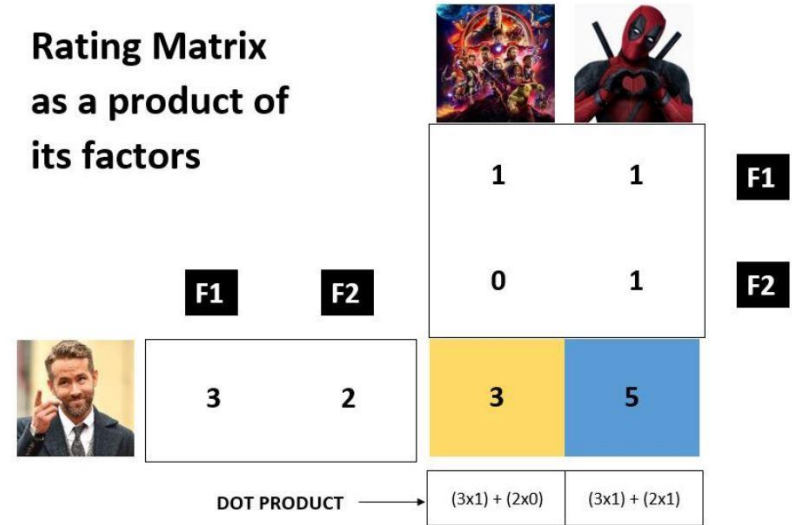 Rating Matrix
as a product of
its factors
1 1 F1
0 1 F2
F1 F2
3 2 3 5
DOT PRODUCT (3x1) + (2x0) (3x1) + (2x1)